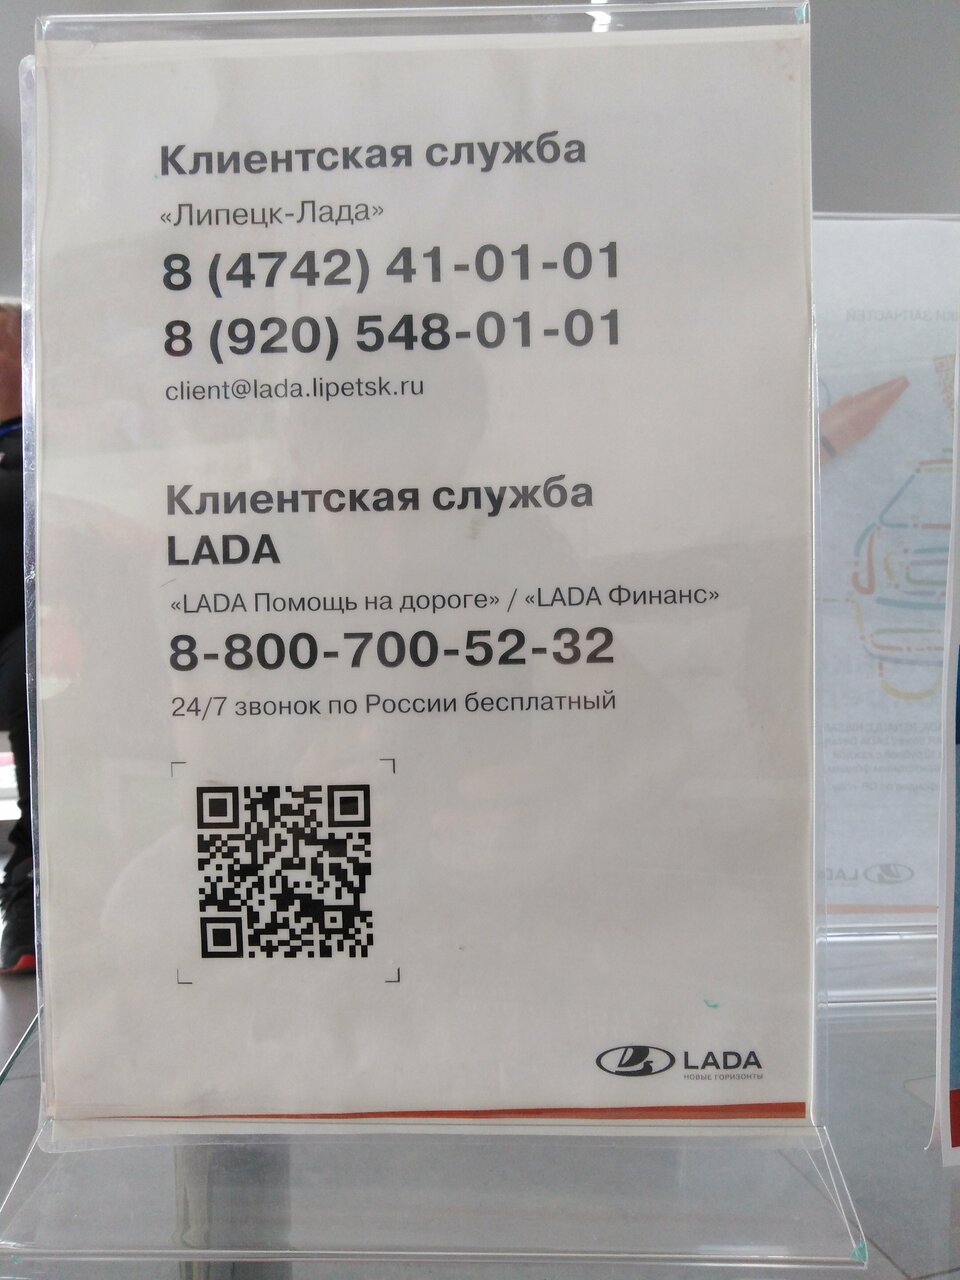 Клиентская служба
«Липецк-Лада»
8 (4742) 41-01-01
8 (920) 548-01-01
client@lada.lipetsk.ru
Клиентская служба
LADA
«LADA Помощь на дороге» / «LADA Финанс»
8-800-700-52-32
24/7 звонок по России бесплатный
LADA
НОВЫЕ ГОРИЗОНТЫ